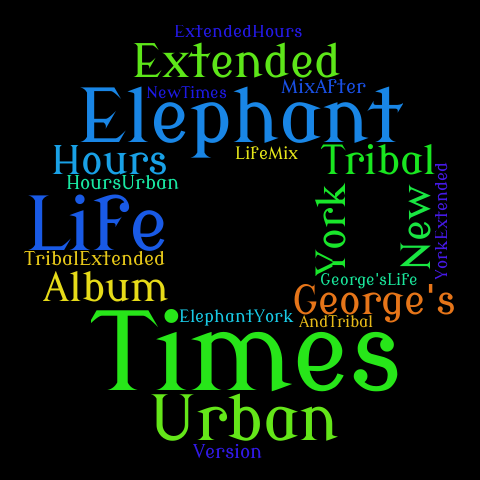 ExtendedHours
Extended
MixAfter
NewTimes
Elephant
LifeMix
Hours
Tribal
HoursUrban
York
New
YorkExtended
Life
TribalExtended
George'sLife
Album
George's
ElephantYork
AndTribal
Times
Urban
Version